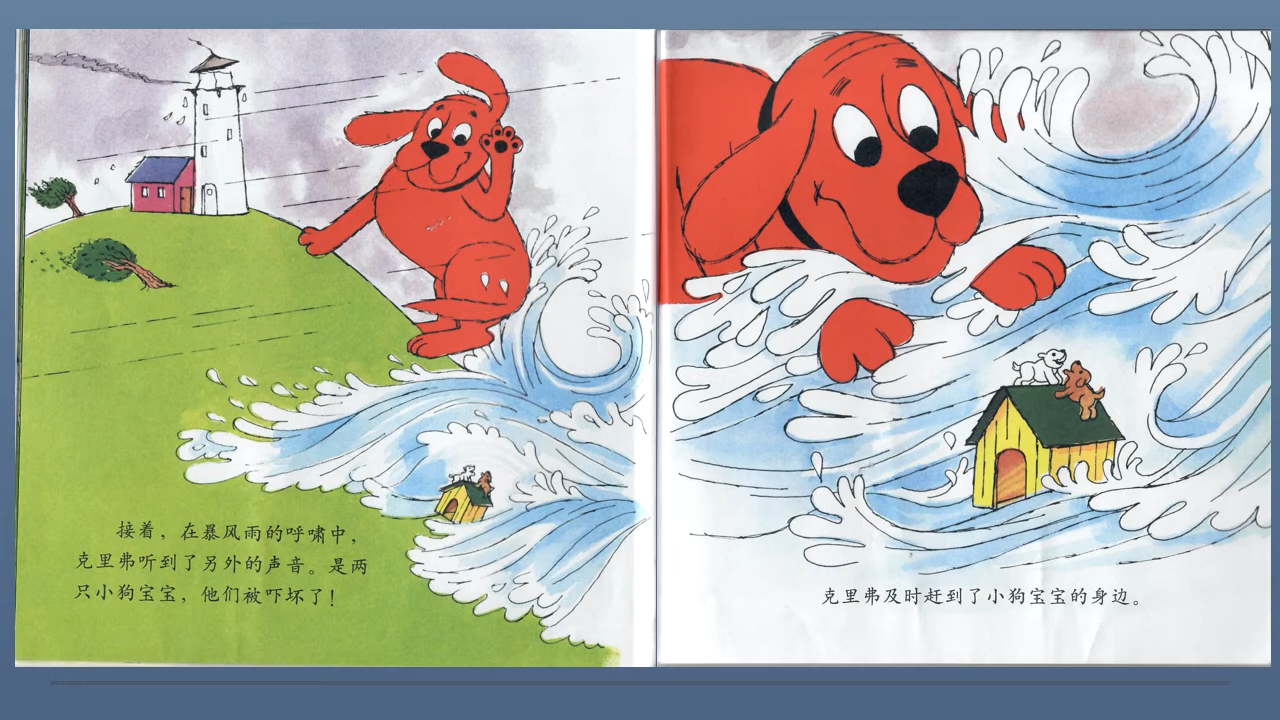 接着，在暴风雨的呼啸中，
克里弗听到了另外的声音。是两
只小狗宝宝，他们被吓坏了！
克里弗及时赶到了小狗宝宝的身边。